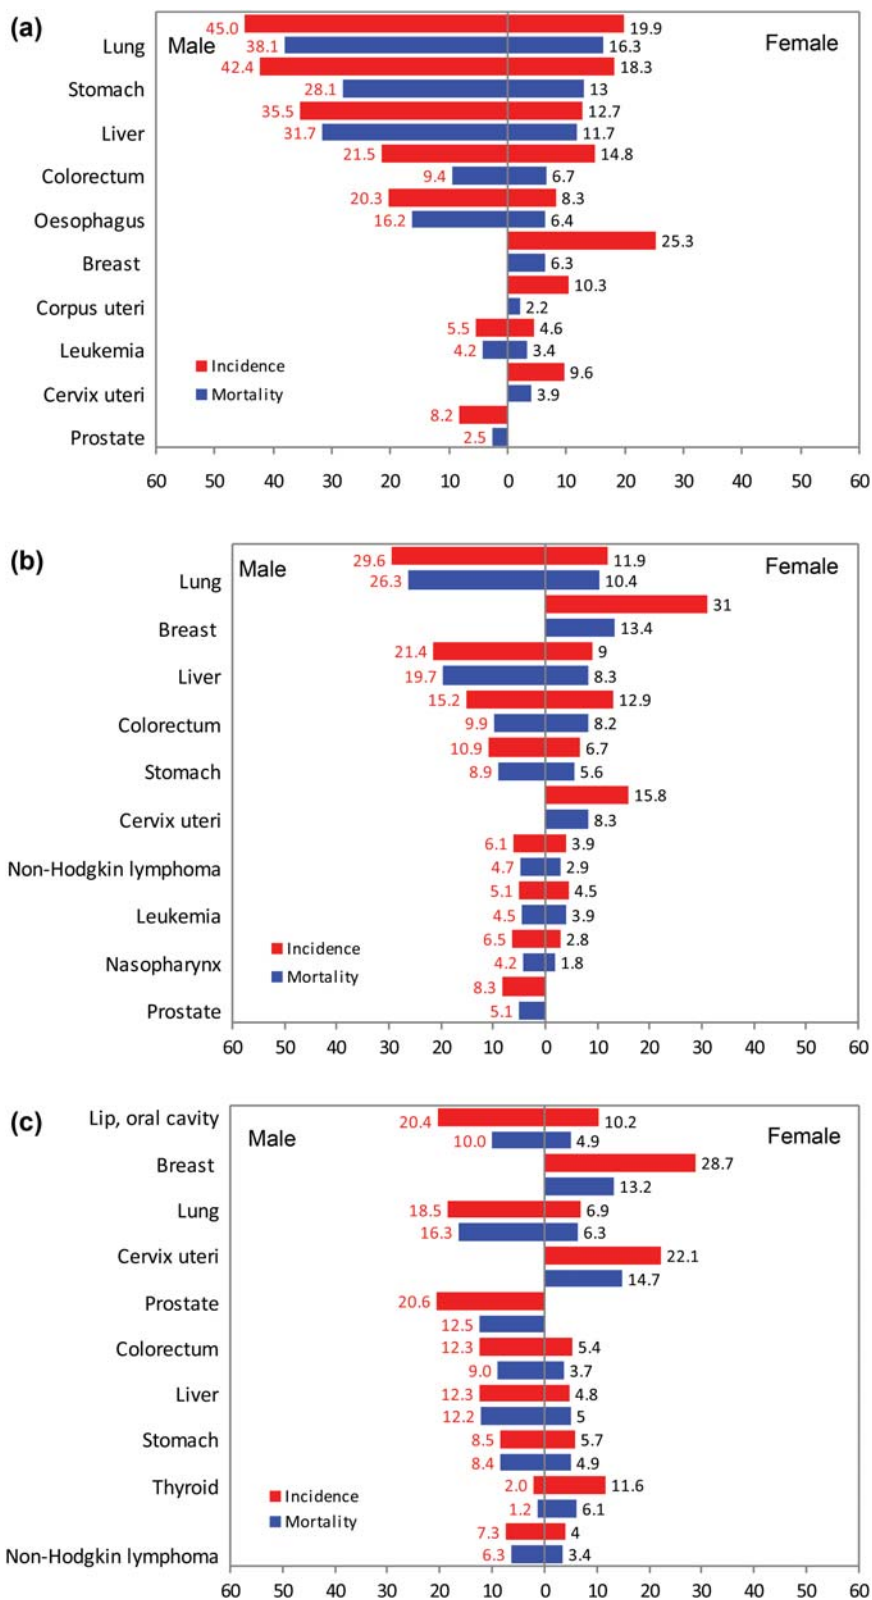 (a)
Male
Female
45.0 19.9
Lung 38.1 16.3
42.4 18.3
Stomach 28.1 13
35.5 12.7
Liver 31.7 11.7
21.5 14.8
Colorectum 9.4 6.7
20.3 8.3
Oesophagus 16.2 6.4
25.3
Breast 6.3
10.3
Corpus uteri 2.2
5.5 4.6
Leukemia 4.2 3.4
Incidence
9.6
Mortality
Cervix uteri 3.9
8.2
Prostate 2.5
60 50 40 30 20 10 0 10 20 30 40 50 60
(b)
Male
Female
29.6 11.9
Lung 26.3 10.4
31
Breast 13.4
21.4 9
Liver 19.7 8.3
15.2 12.9
Colorectum 9.9 8.2
10.9 6.7
Stomach 8.9 5.6
15.8
Cervix uteri 8.3
6.1 3.9
Non-Hodgkin lymphoma 4.7 2.9
5.1 4.5
Leukemia 4.5 3.9
6.5 2.8
Incidence
Nasopharynx 4.2 1.8
Mortality
8.3
Prostate 5.1
60 50 40 30 20 10 0 10 20 30 40 50 60
(c)
Male
Female
Lip, oral cavity 20.4 10.2
10.0 4.9
Breast 28.7
13.2
Lung 18.5 6.9
16.3 6.3
Cervix uteri 22.1
14.7
Prostate 20.6
12.5
Colorectum 12.3 5.4
9.0 3.7
Liver 12.3 4.8
12.2 5
Stomach 8.5 5.7
8.4 4.9
Thyroid 2.0 11.6
Incidence
1.2 6.1
Mortality
7.3 4
Non-Hodgkin lymphoma 6.3 3.4
60 50 40 30 20 10 0 10 20 30 40 50 60